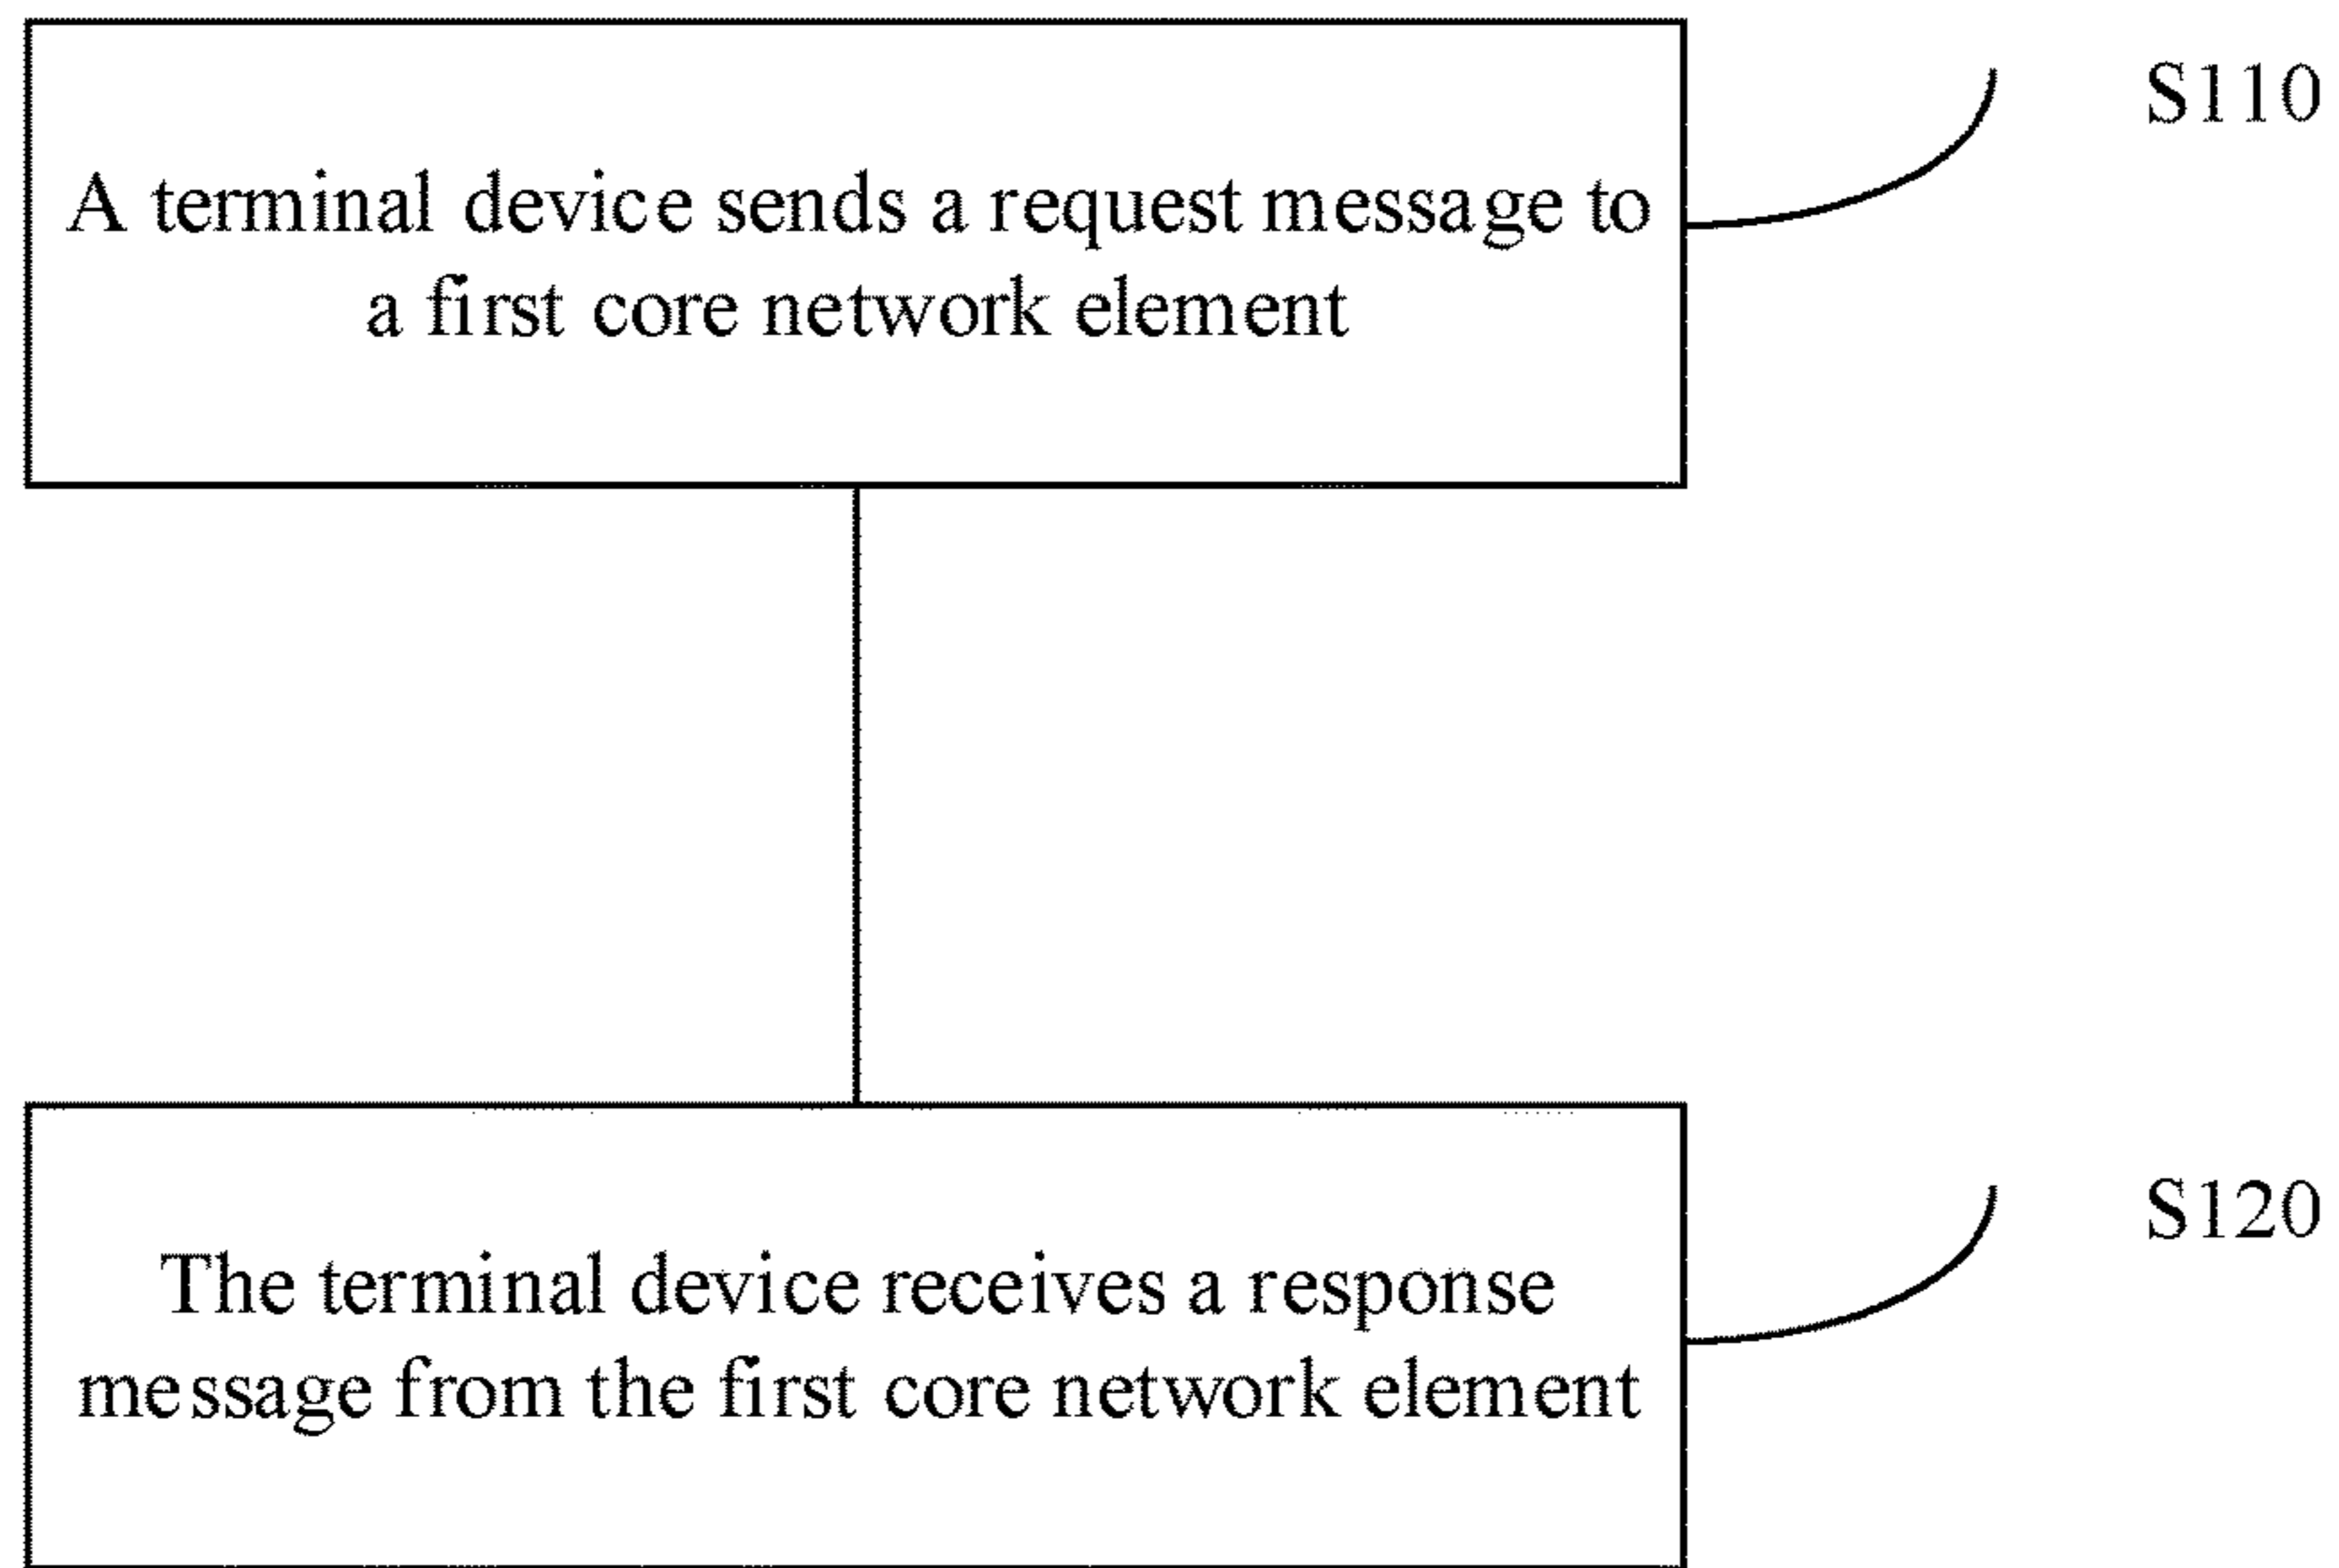 S110
A terminal device sends a request message to
a first core network element
S120
The terminal device receives a response
message from the first core network element